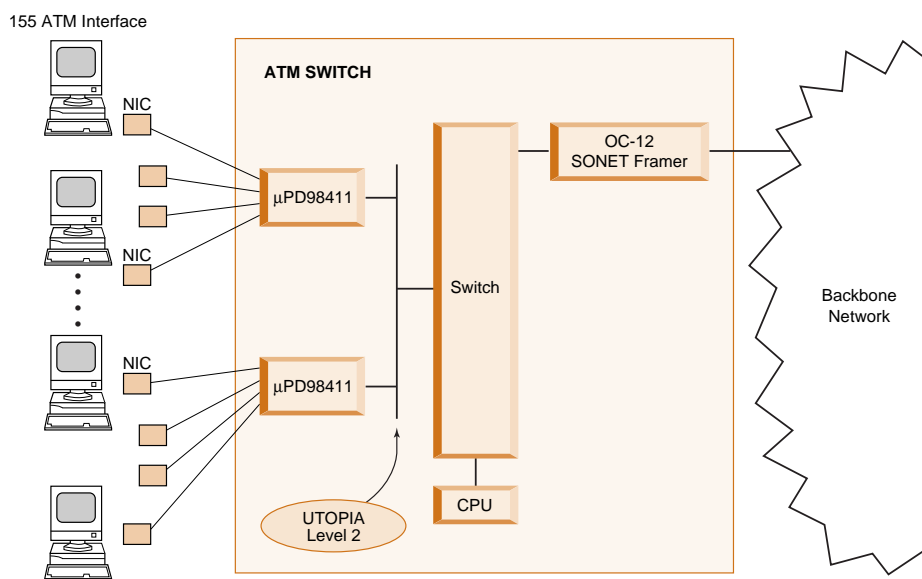 155 ATM Interface
ATM SWITCH
NIC
OC-12
SONET Framer
µPD98411
NIC
Switch
Backbone
Network
NIC
µPD98411
CPU
UTOPIA
Level 2